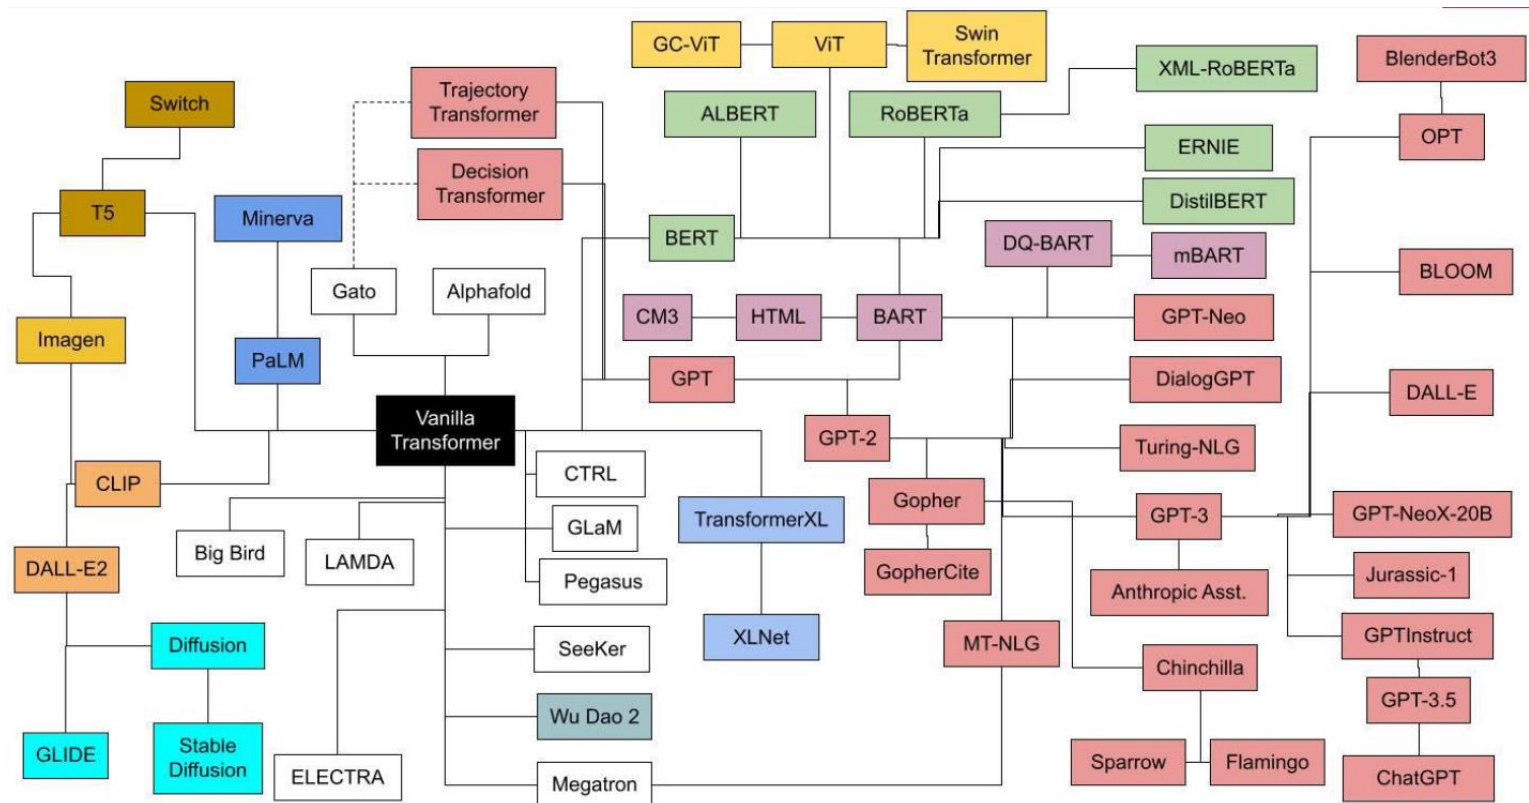 GC-ViT
ViT
Swin
Transformer
BlenderBot3
XML-RoBERTa
Trajectory
Transformer
Switch
ALBERT
RoBERTa
OPT
ERNIE
Decision
Transformer
T5
Minerva
DistilBERT
BERT
DQ-BART
mBART
BLOOM
Gato
Alphafold
CM3
HTML
BART
GPT-Neo
Imagen
PaLM
GPT
DialogGPT
DALL-E
Vanilla
Transformer
GPT-2
Turing-NLG
CLIP
CTRL
Gopher
TransformerXL
GPT-3
GPT-NeoX-20B
GLaM
Big Bird
LAMDA
DALL-E2
Pegasus
GopherCite
Anthropic Asst.
Jurassic-1
Diffusion
SeeKer
XLNet
MT-NLG
GPTInstruct
Chinchilla
GPT-3.5
Wu Dao 2
GLIDE
Stable
Diffusion
ELECTRA
Megatron
Sparrow
Flamingo
ChatGPT